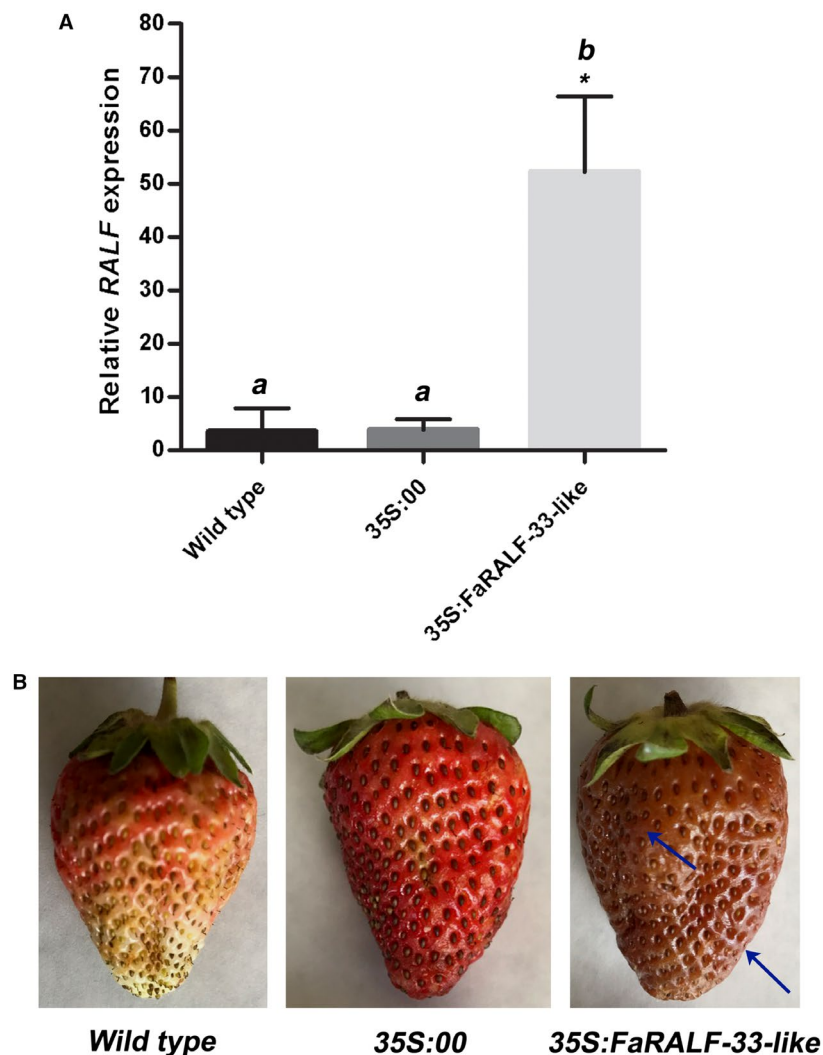 A
Relative RALF expression
80
70
60
50
40
30
20
10
0
a
a
b
*
Wild type
35S:00
35S:FaRALF-33-like
B
Wild type
35S:00
35S:FaRALF-33-like